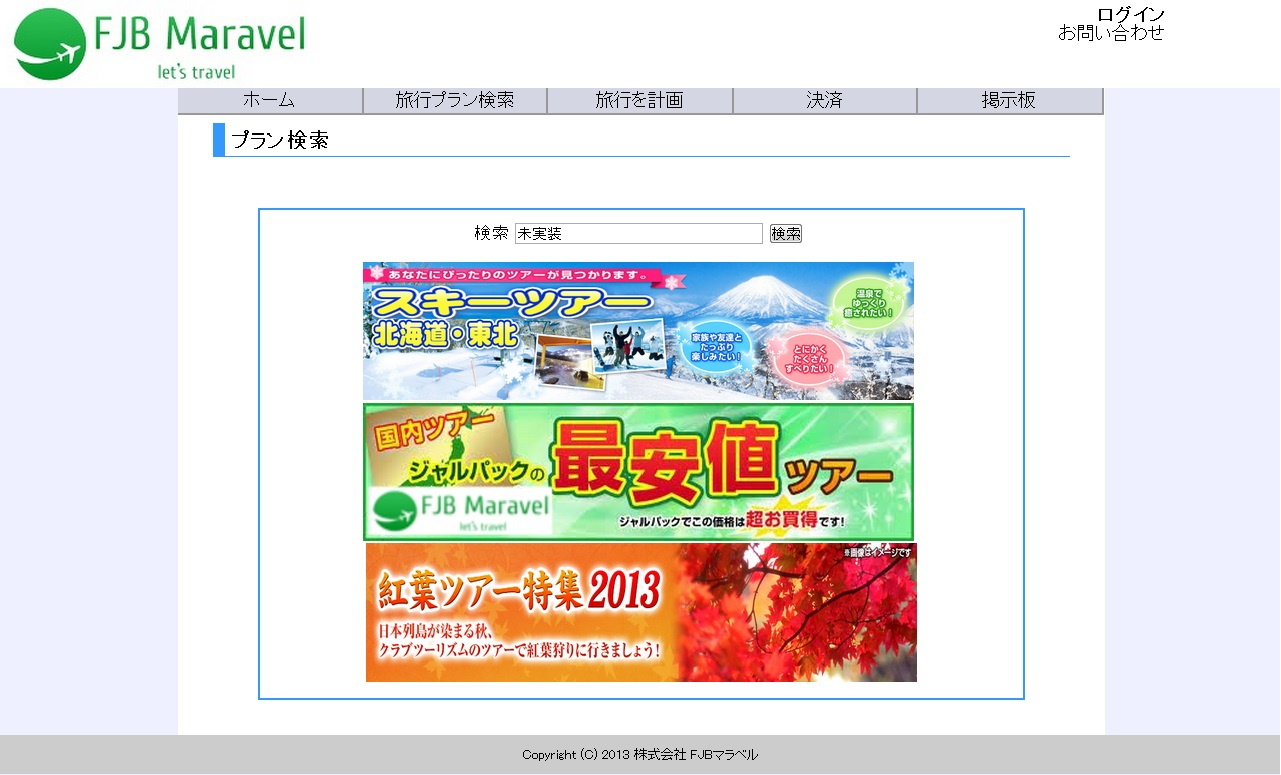 FJB Maravel
let's travel
ログイン
お問い合わせ
ホーム
旅行プラン検索
旅行を計画
決済
掲示板
プラン検索
検索 未実装 検索
あなたにぴったりのツアーが見つかります。
スキーツアー
北海道・東北
家族や友達と
たっぷり
楽しみたい!
とにかく
たくさん
すべりたい!
温泉で
ゆっくり
癒されたい!
国内ツアー
ジャルパックの最安値ツアー
FJB Maravel
let's travel
ジャルパックでこの価格は超お買得です!
※画像はイメージです
紅葉ツアー特集2013
日本列島が染まる秋、
クラブツーリズムのツアーで紅葉狩りに行きましょう!
Copyright (C) 2013 株式会社 FJBマラベル